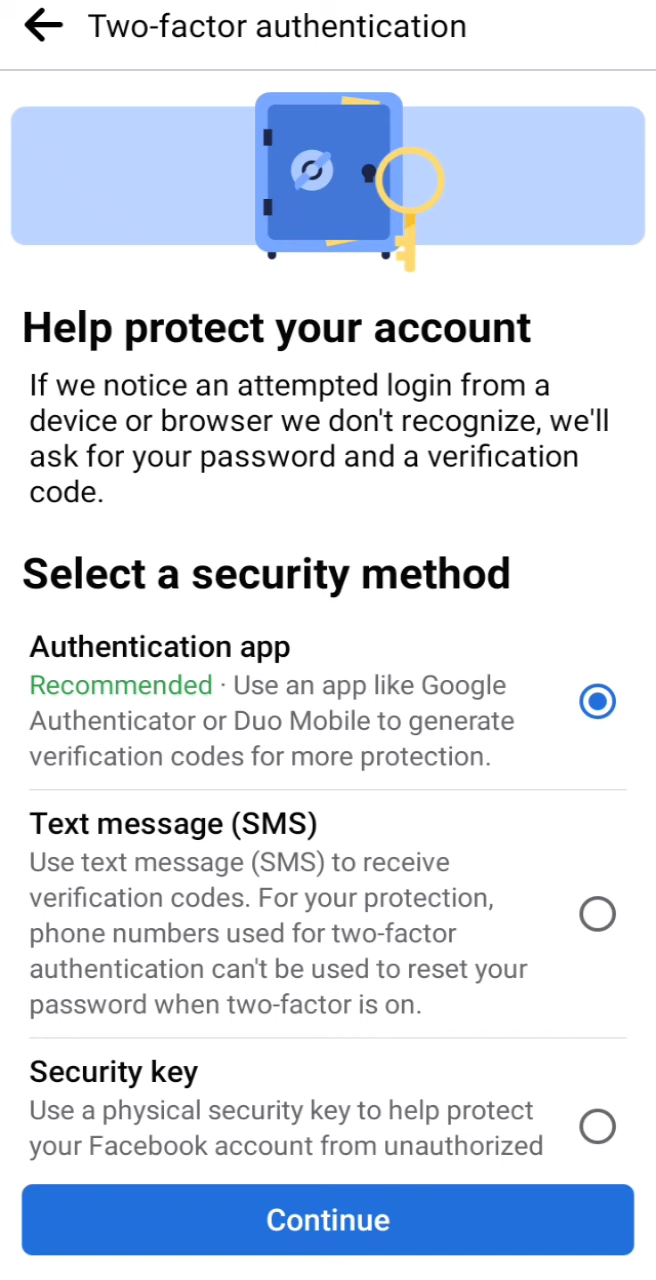 Two-factor authentication
Help protect your account
If we notice an attempted login from a
device or browser we don't recognize, we'll
ask for your password and a verification
code.
Select a security method
Authentication app
Recommended · Use an app like Google
Authenticator or Duo Mobile to generate
verification codes for more protection.
Text message (SMS)
Use text message (SMS) to receive
verification codes. For your protection,
phone numbers used for two-factor
authentication can't be used to reset your
password when two-factor is on.
Security key
Use a physical security key to help protect
your Facebook account from unauthorized
Continue